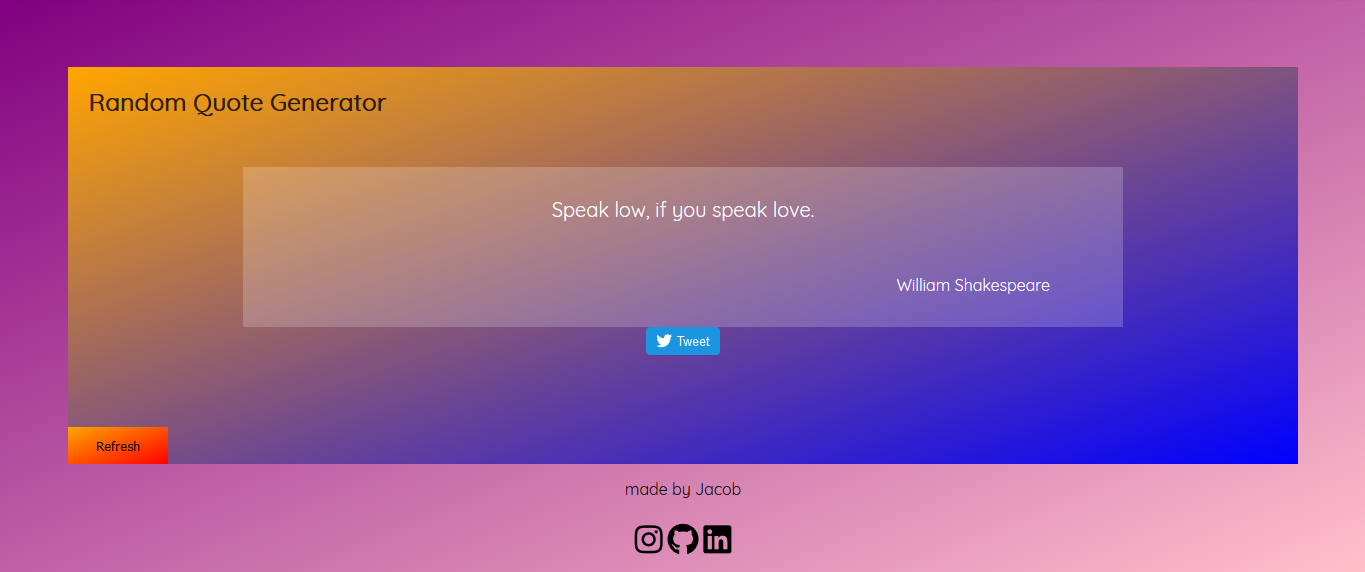 Random Quote Generator
Speak low, if you speak love.
William Shakespeare
Tweet
Refresh
made by Jacob